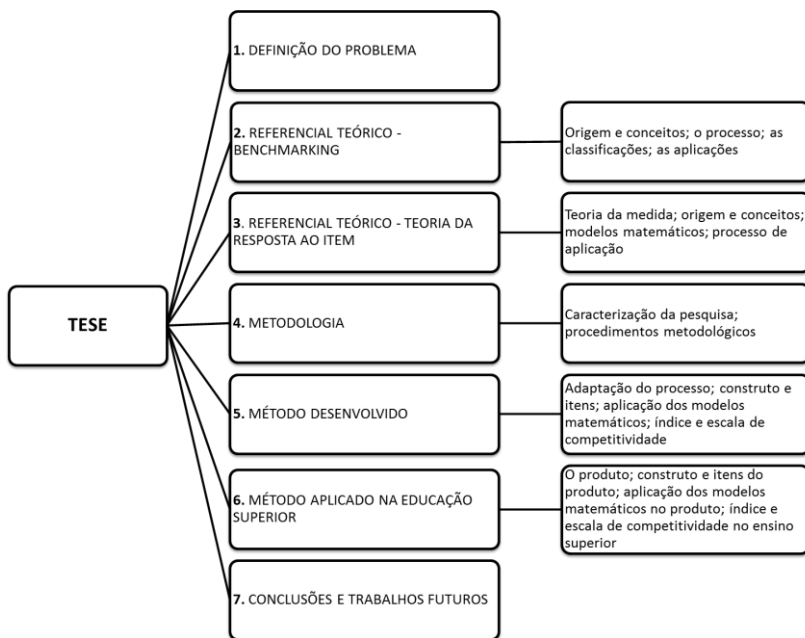 TESE
1. DEFINIÇÃO DO PROBLEMA
2. REFERENCIAL TEÓRICO -
BENCHMARKING
Origem e conceitos; o processo; as
classificações; as aplicações
3. REFERENCIAL TEÓRICO - TEORIA DA
RESPOSTA AO ITEM
Teoria da medida; origem e conceitos;
modelos matemáticos; processo de
aplicação
4. METODOLOGIA
Caracterização da pesquisa;
procedimentos metodológicos
5. MÉTODO DESENVOLVIDO
Adaptação do processo; construto e
itens; aplicação dos modelos
matemáticos; índice e escala de
competitividade
6. MÉTODO APLICADO NA EDUCAÇÃO
SUPERIOR
O produto; construto e itens do
produto; aplicação dos modelos
matemáticos no produto; índice e
escala de competitividade no ensino
superior
7. CONCLUSÕES E TRABALHOS FUTUROS